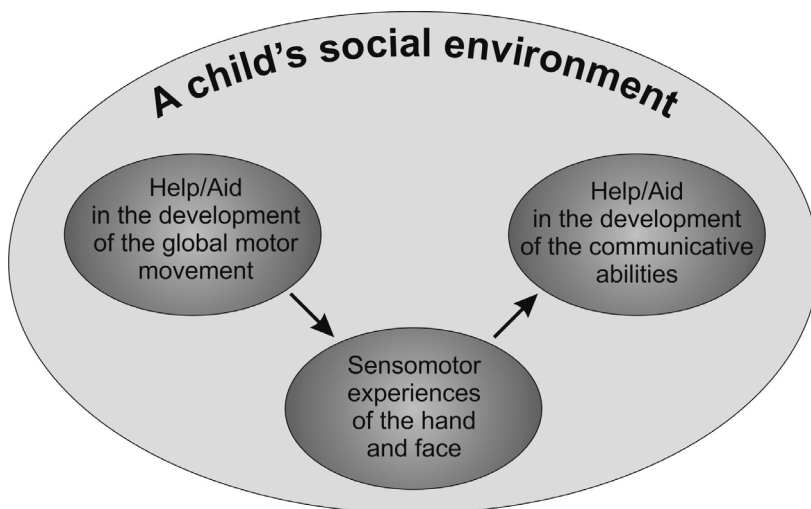 A child's social environment
Help/Aid
in the development
of the global motor
movement
Help/Aid
in the development
of the communicative
abilities
Sensomotor
experiences
of the hand
and face